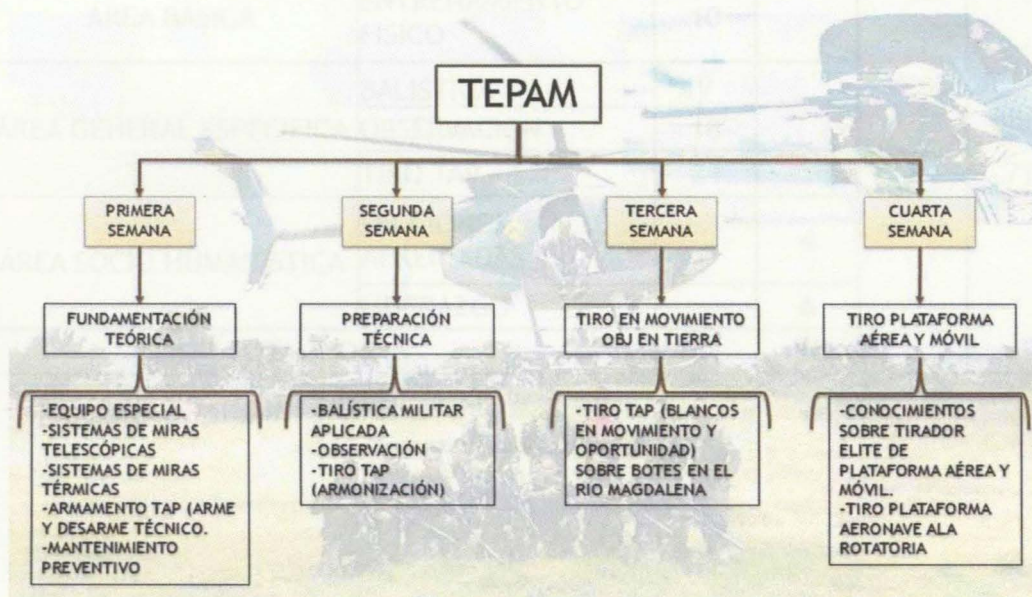 TEPAM
PRIMERA
SEMANA
SEGUNDA
SEMANA
TERCERA
SEMANA
CUARTA
SEMANA
FUNDAMENTACIÓN
TEÓRICA
PREPARACIÓN
TÉCNICA
TIRO EN MOVIMIENTO
OBJ EN TIERRA
TIRO PLATAFORMA
AÉREA Y MÓVIL
-EQUIPO ESPECIAL
-SISTEMAS DE MIRAS
TELESCÓPICAS
-SISTEMAS DE MIRAS
TÉRMICAS
-ARMAMENTO TAP (ARME
Y DESARME TÉCNICO.
-MANTENIMIENTO
PREVENTIVO
-BALÍSTICA MILITAR
APLICADA
-OBSERVACIÓN
-TIRO TAP
(ARMONIZACIÓN)
-TIRO TAP (BLANCOS
EN MOVIMIENTO Y
OPORTUNIDAD)
SOBRE BOTES EN EL
RIO MAGDALENA
-CONOCIMIENTOS
SOBRE TIRADOR
ELITE DE
PLATAFORMA AÉREA Y
MÓVIL.
-TIRO PLATAFORMA
AERONAVE ALA
ROTATORIA